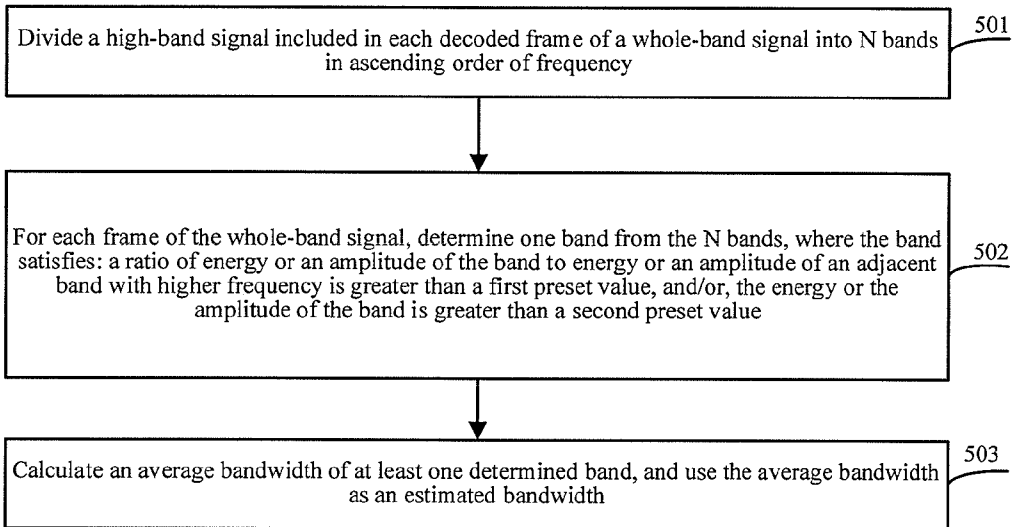 Divide a high-band signal included in each decoded frame of a whole-band signal into N bands
in ascending order of frequency
501
For each frame of the whole-band signal, determine one band from the N bands, where the band
satisfies: a ratio of energy or an amplitude of the band to energy or an amplitude of an adjacent
band with higher frequency is greater than a first preset value, and/or, the energy or the
amplitude of the band is greater than a second preset value
502
Calculate an average bandwidth of at least one determined band, and use the average bandwidth
as an estimated bandwidth
503